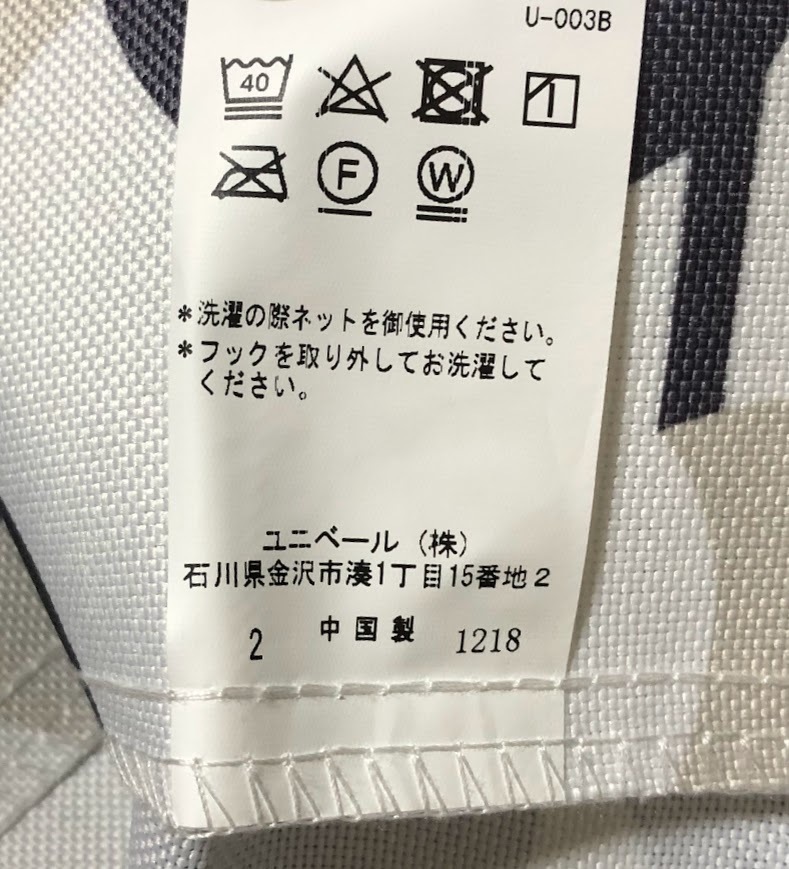 U-003B
40
F
W
*洗濯の際ネットを御使用ください。
*フックを取り外してお洗濯して
ください。
ユニベール（株）
石川県金沢市湊1丁目15番地2
2 中国製 1218